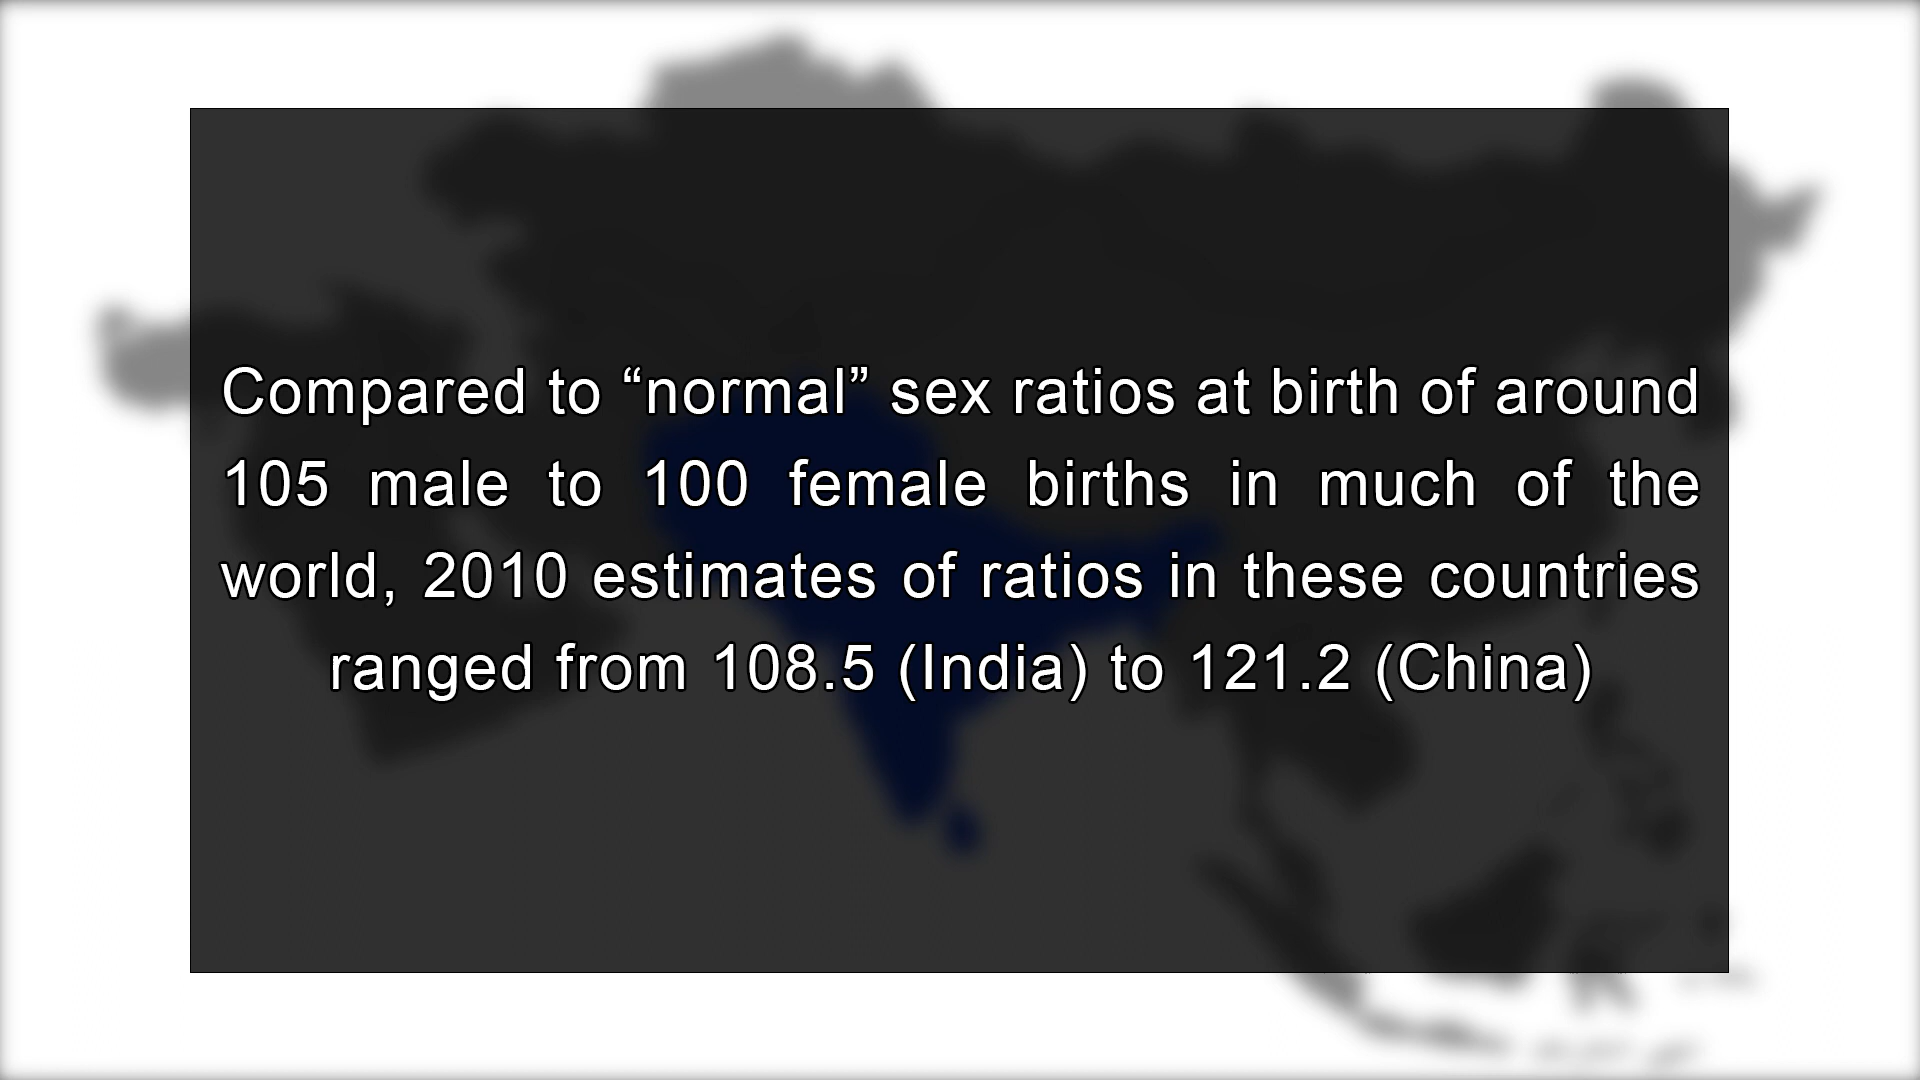 Compared to “normal” sex ratios at birth of around
105 male to 100 female births in much of the
world, 2010 estimates of ratios in these countries
ranged from 108.5 (India) to 121.2 (China)